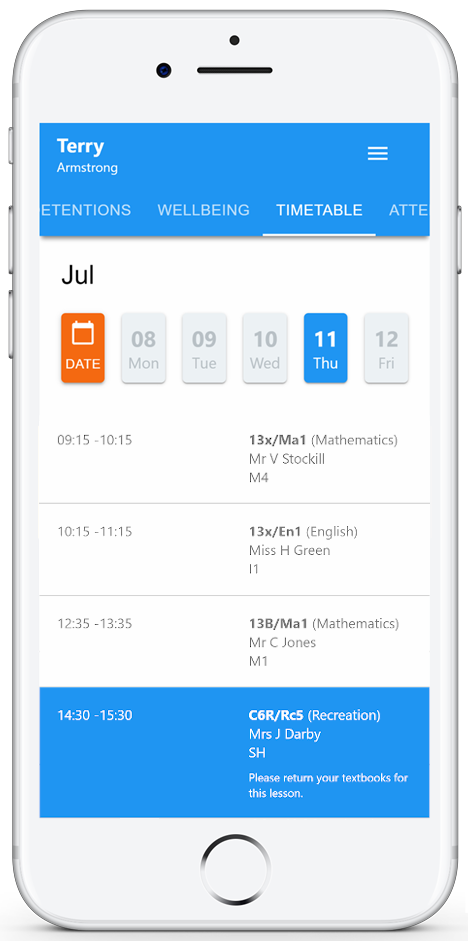 Terry
Armstrong
ETENTIONS WELLBEING TIMETABLE ATTE
Jul
DATE
08 Mon
09 Tue
10 Wed
11 Thu
12 Fri
09:15 -10:15 13x/Ma1 (Mathematics)
Mr V Stockill
M4
10:15 -11:15 13x/En1 (English)
Miss H Green
I1
12:35 -13:35 13B/Ma1 (Mathematics)
Mr C Jones
M1
14:30 -15:30 C6R/Rc5 (Recreation)
Mrs J Darby
SH
Please return your textbooks for
this lesson.